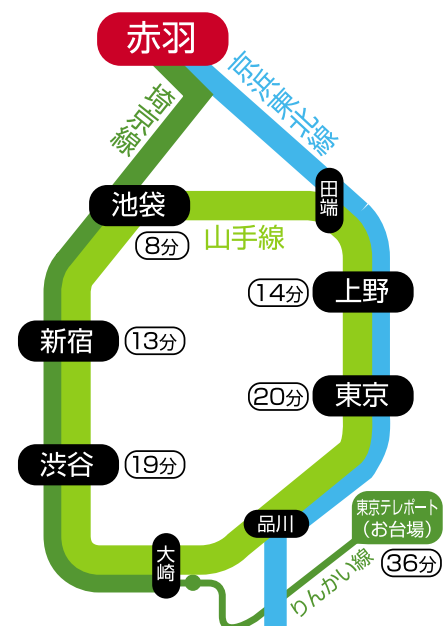 赤羽
埼京線
京浜東北線
池袋
田端
8分
山手線
14分
上野
新宿
13分
20分
東京
渋谷
19分
品川
東京テレポート
（お台場）
大崎
りんかい線
36分